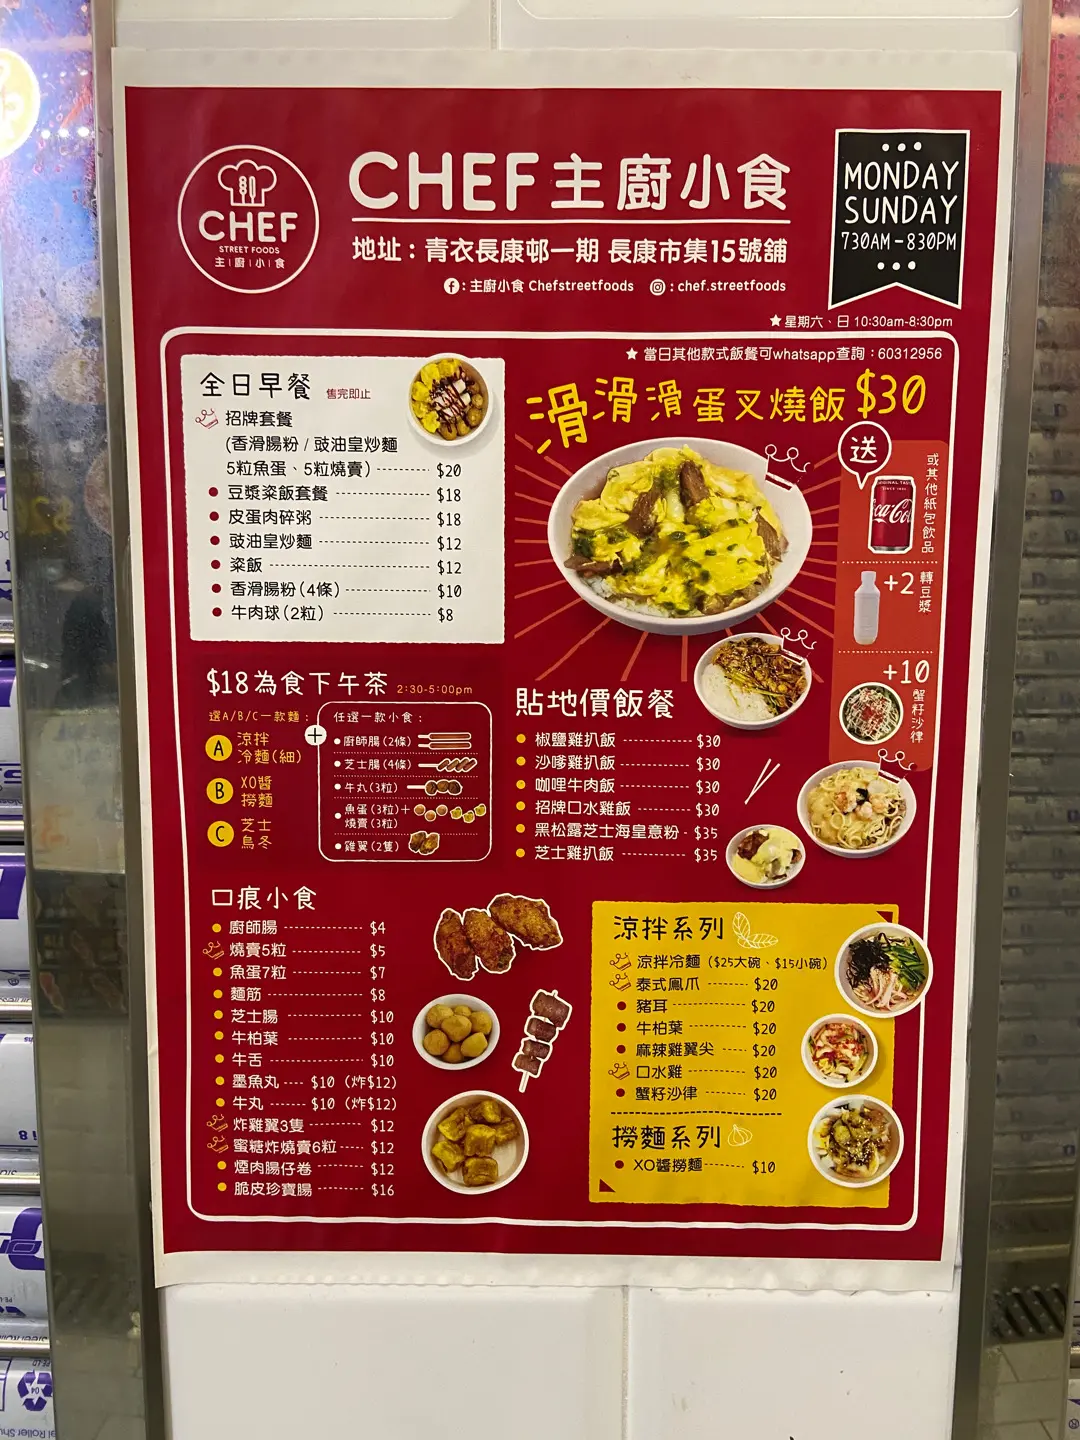 CHEF
STREET FOODS
主廚小食
CHEF主廚小食
地址：青衣長康邨一期 長康市集15號舖
：主廚小食 Chefstreetfoods ：chef.streetfoods
MONDAY
SUNDAY
730AM-830PM
★星期六、日 10:30am-8:30pm
★ 當日其他款式飯餐可whatsapp查詢：60312956
全日早餐 售完即止
招牌套餐
(香滑腸粉 / 豉油皇炒麵
5粒魚蛋、5粒燒賣) $20
豆漿粢飯套餐 $18
皮蛋肉碎粥 $18
豉油皇炒麵 $12
粢飯 $12
香滑腸粉(4條) $10
牛肉球(2粒) $8
滑滑滑蛋叉燒飯 $30
送
或其他紙包飲品
ORIGINAL TASTE
Coca-Cola
+2 轉豆漿
+10
蟹籽沙律
$18為食下午茶 2:30-5:00pm
選A/B/C一款麵：
A 涼拌冷麵(細)
B XO醬撈麵
C 芝士烏冬
+
任選一款小食：
廚師腸(2條)
芝士腸(4條)
牛丸(3粒)
魚蛋(3粒)+
燒賣(3粒)
雞翼(2隻)
貼地價飯餐
椒鹽雞扒飯 $30
沙嗲雞扒飯 $30
咖哩牛肉飯 $30
招牌口水雞飯 $30
黑松露芝士海皇意粉 $35
芝士雞扒飯 $35
口痕小食
廚師腸 $4
燒賣5粒 $5
魚蛋7粒 $7
麵筋 $8
芝士腸 $10
牛柏葉 $10
牛舌 $10
墨魚丸 $10 (炸$12)
牛丸 $10 (炸$12)
炸雞翼3隻 $12
蜜糖炸燒賣6粒 $12
煙肉腸仔卷 $12
脆皮珍寶腸 $16
涼拌系列
涼拌冷麵 ($25大碗、$15小碗)
泰式鳳爪 $20
豬耳 $20
牛柏葉 $20
麻辣雞翼尖 $20
口水雞 $20
蟹籽沙律 $20
撈麵系列
XO醬撈麵 $10